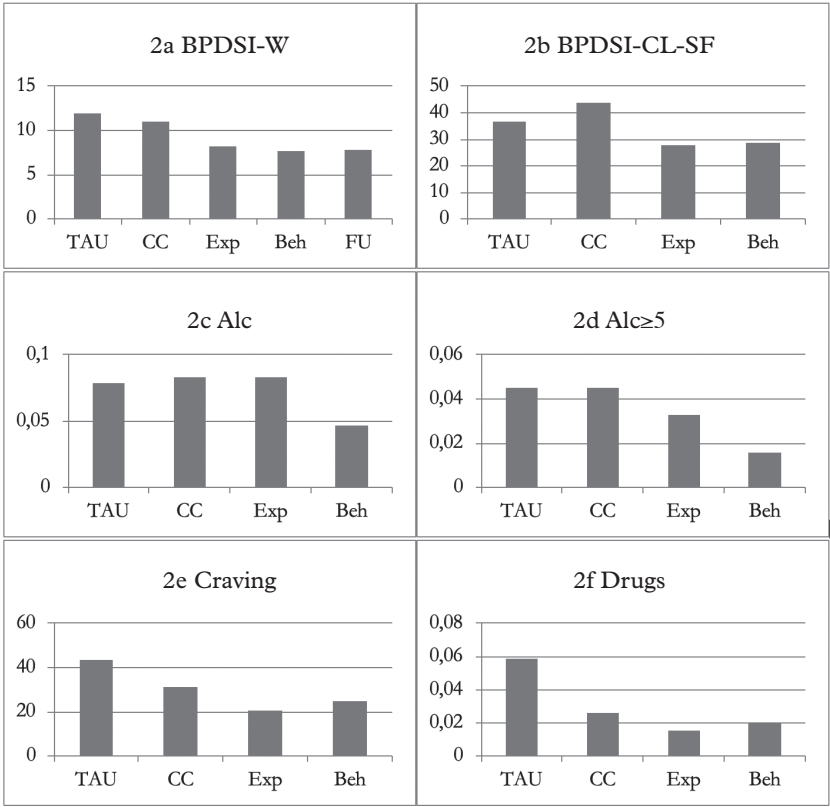 2a BPDSI-W
15
10
5
0
TAU CC Exp Beh FU
2b BPDSI-CL-SF
50
40
30
20
10
0
TAU CC Exp Beh
2c Alc
0,1
0,05
0
TAU CC Exp Beh
2d Alc≥5
0,06
0,04
0,02
0
TAU CC Exp Beh
2e Craving
60
40
20
0
TAU CC Exp Beh
2f Drugs
0,08
0,06
0,04
0,02
0
TAU CC Exp Beh